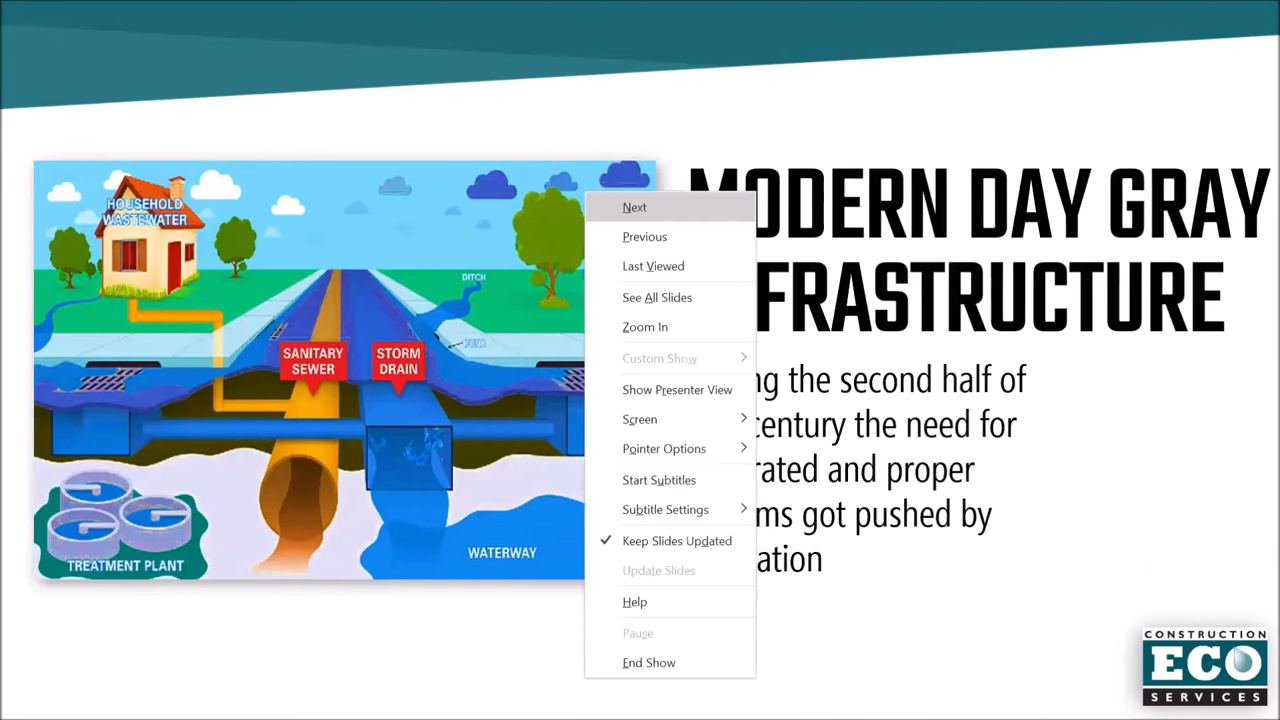 HOUSEHOLD
WASTEWATER
DITCH
SANITARY
SEWER
STORM
DRAIN
WATERWAY
TREATMENT PLANT
MODERN DAY GRAY
FRASTRUCTURE
g the second half of
century the need for
rated and proper
ms got pushed by
ation
Next
Previous
Last Viewed
See All Slides
Zoom In
Custom Show
Show Presenter View
Screen
Pointer Options
Start Subtitles
Subtitle Settings
Keep Slides Updated
Update Slides
Help
Pause
End Show
CONSTRUCTION
ECO
SERVICES